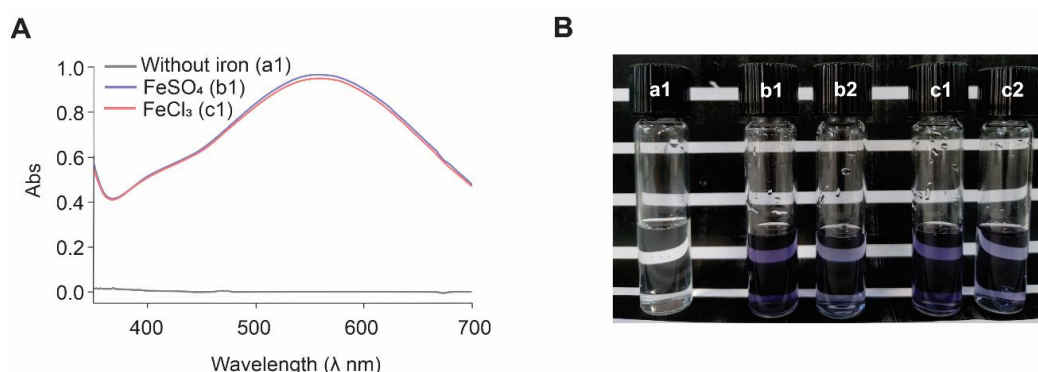 A
Without iron (a1)
FeSO₄ (b1)
FeCl₃ (c1)
1.0
0.8
0.6
0.4
0.2
0.0
Abs
400 500 600 700
Wavelength (λ nm)
B
a1 b1 b2 c1 c2